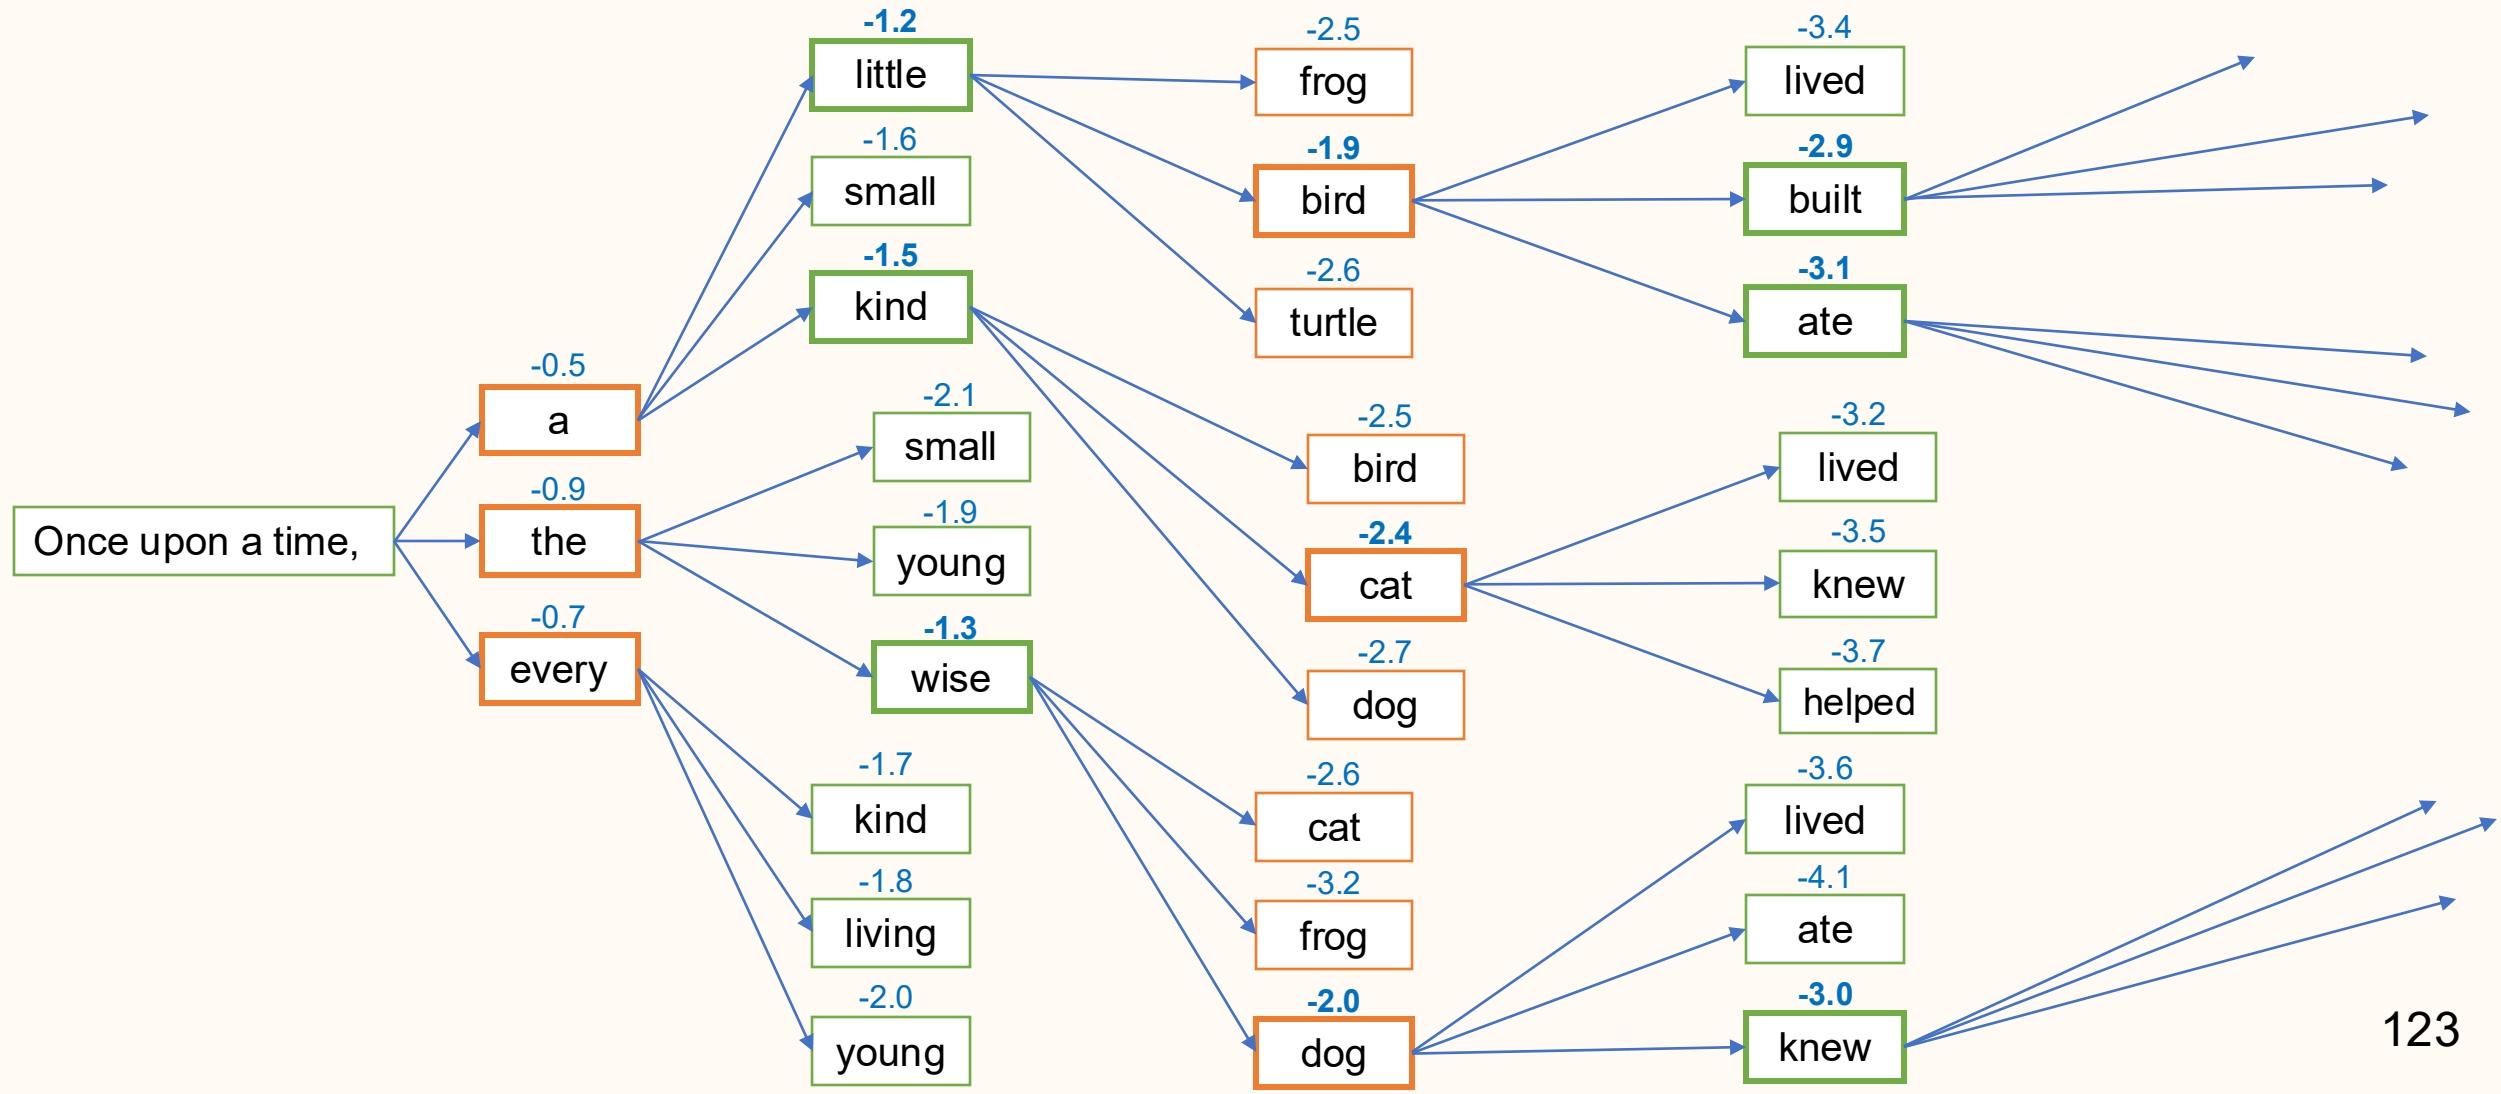 Once upon a time,
-0.5
a
-0.9
the
-0.7
every
-1.2
little
-1.6
small
-1.5
kind
-2.1
small
-1.9
young
-1.3
wise
-1.7
kind
-1.8
living
-2.0
young
-2.5
frog
-1.9
bird
-2.6
turtle
-2.5
bird
-2.4
cat
-2.7
dog
-2.6
cat
-3.2
frog
-2.0
dog
-3.4
lived
-2.9
built
-3.1
ate
-3.2
lived
-3.5
knew
-3.7
helped
-3.6
lived
-4.1
ate
-3.0
knew
123